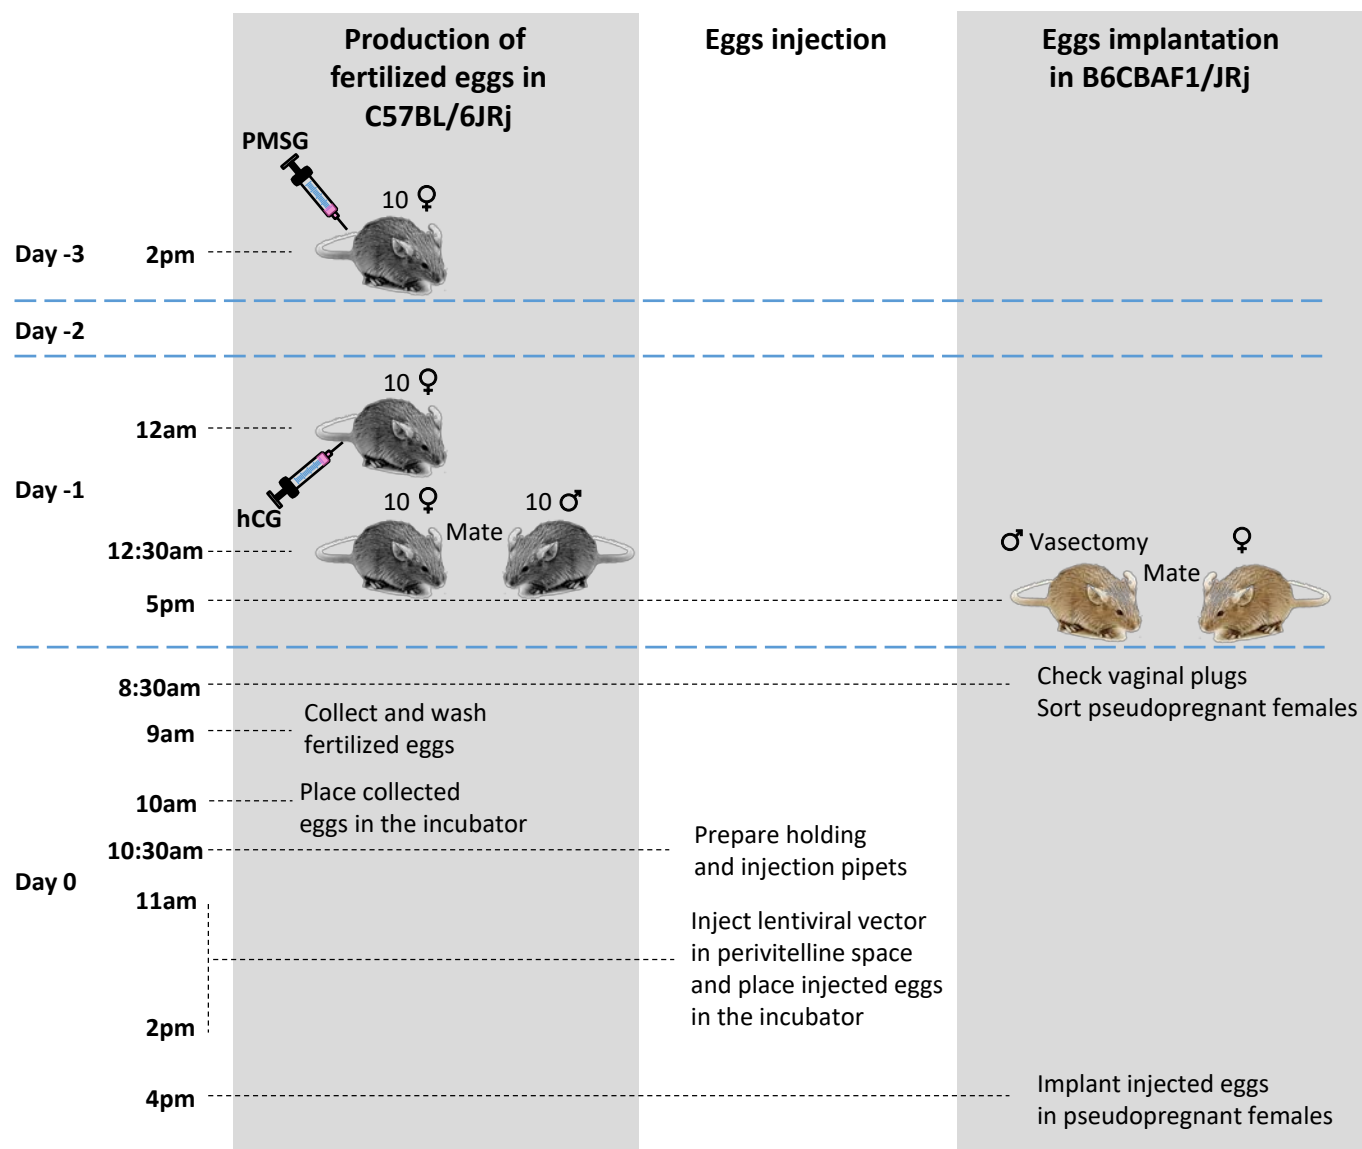 Production of
fertilized eggs in
C57BL/6JRj
Eggs injection
Eggs implantation
in B6CBAF1/JRj
PMSG
10 ♀
Day -3
2pm
Day -2
10 ♀
12am
Day -1
hCG
10 ♀
10 ♂
Mate
12:30am
♂ Vasectomy
♀
Mate
5pm
8:30am
Check vaginal plugs
Sort pseudopregnant females
9am
Collect and wash
fertilized eggs
10am
Place collected
eggs in the incubator
10:30am
Prepare holding
and injection pipets
Day 0
11am
Inject lentiviral vector
in perivitelline space
and place injected eggs
in the incubator
2pm
4pm
Implant injected eggs
in pseudopregnant females